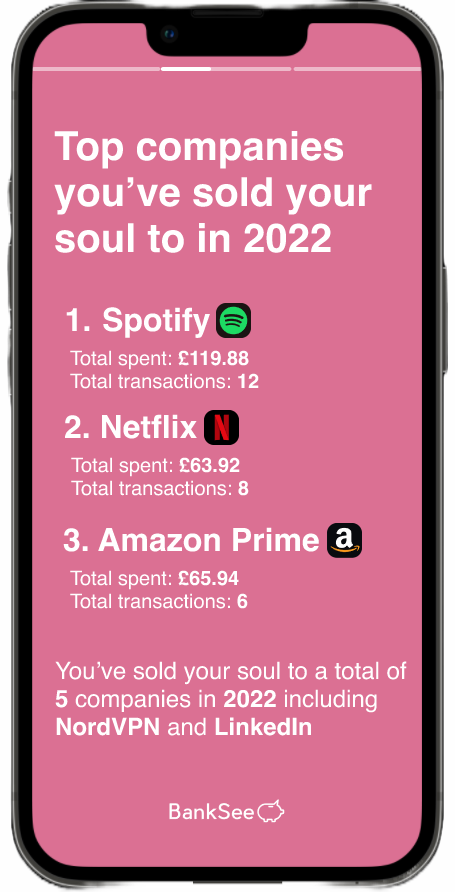 Top companies
you've sold your
soul to in 2022
1. Spotify
Total spent: £119.88
Total transactions: 12
2. Netflix
Total spent: £63.92
Total transactions: 8
3. Amazon Prime
Total spent: £65.94
Total transactions: 6
You've sold your soul to a total of
5 companies in 2022 including
NordVPN and LinkedIn
BankSee